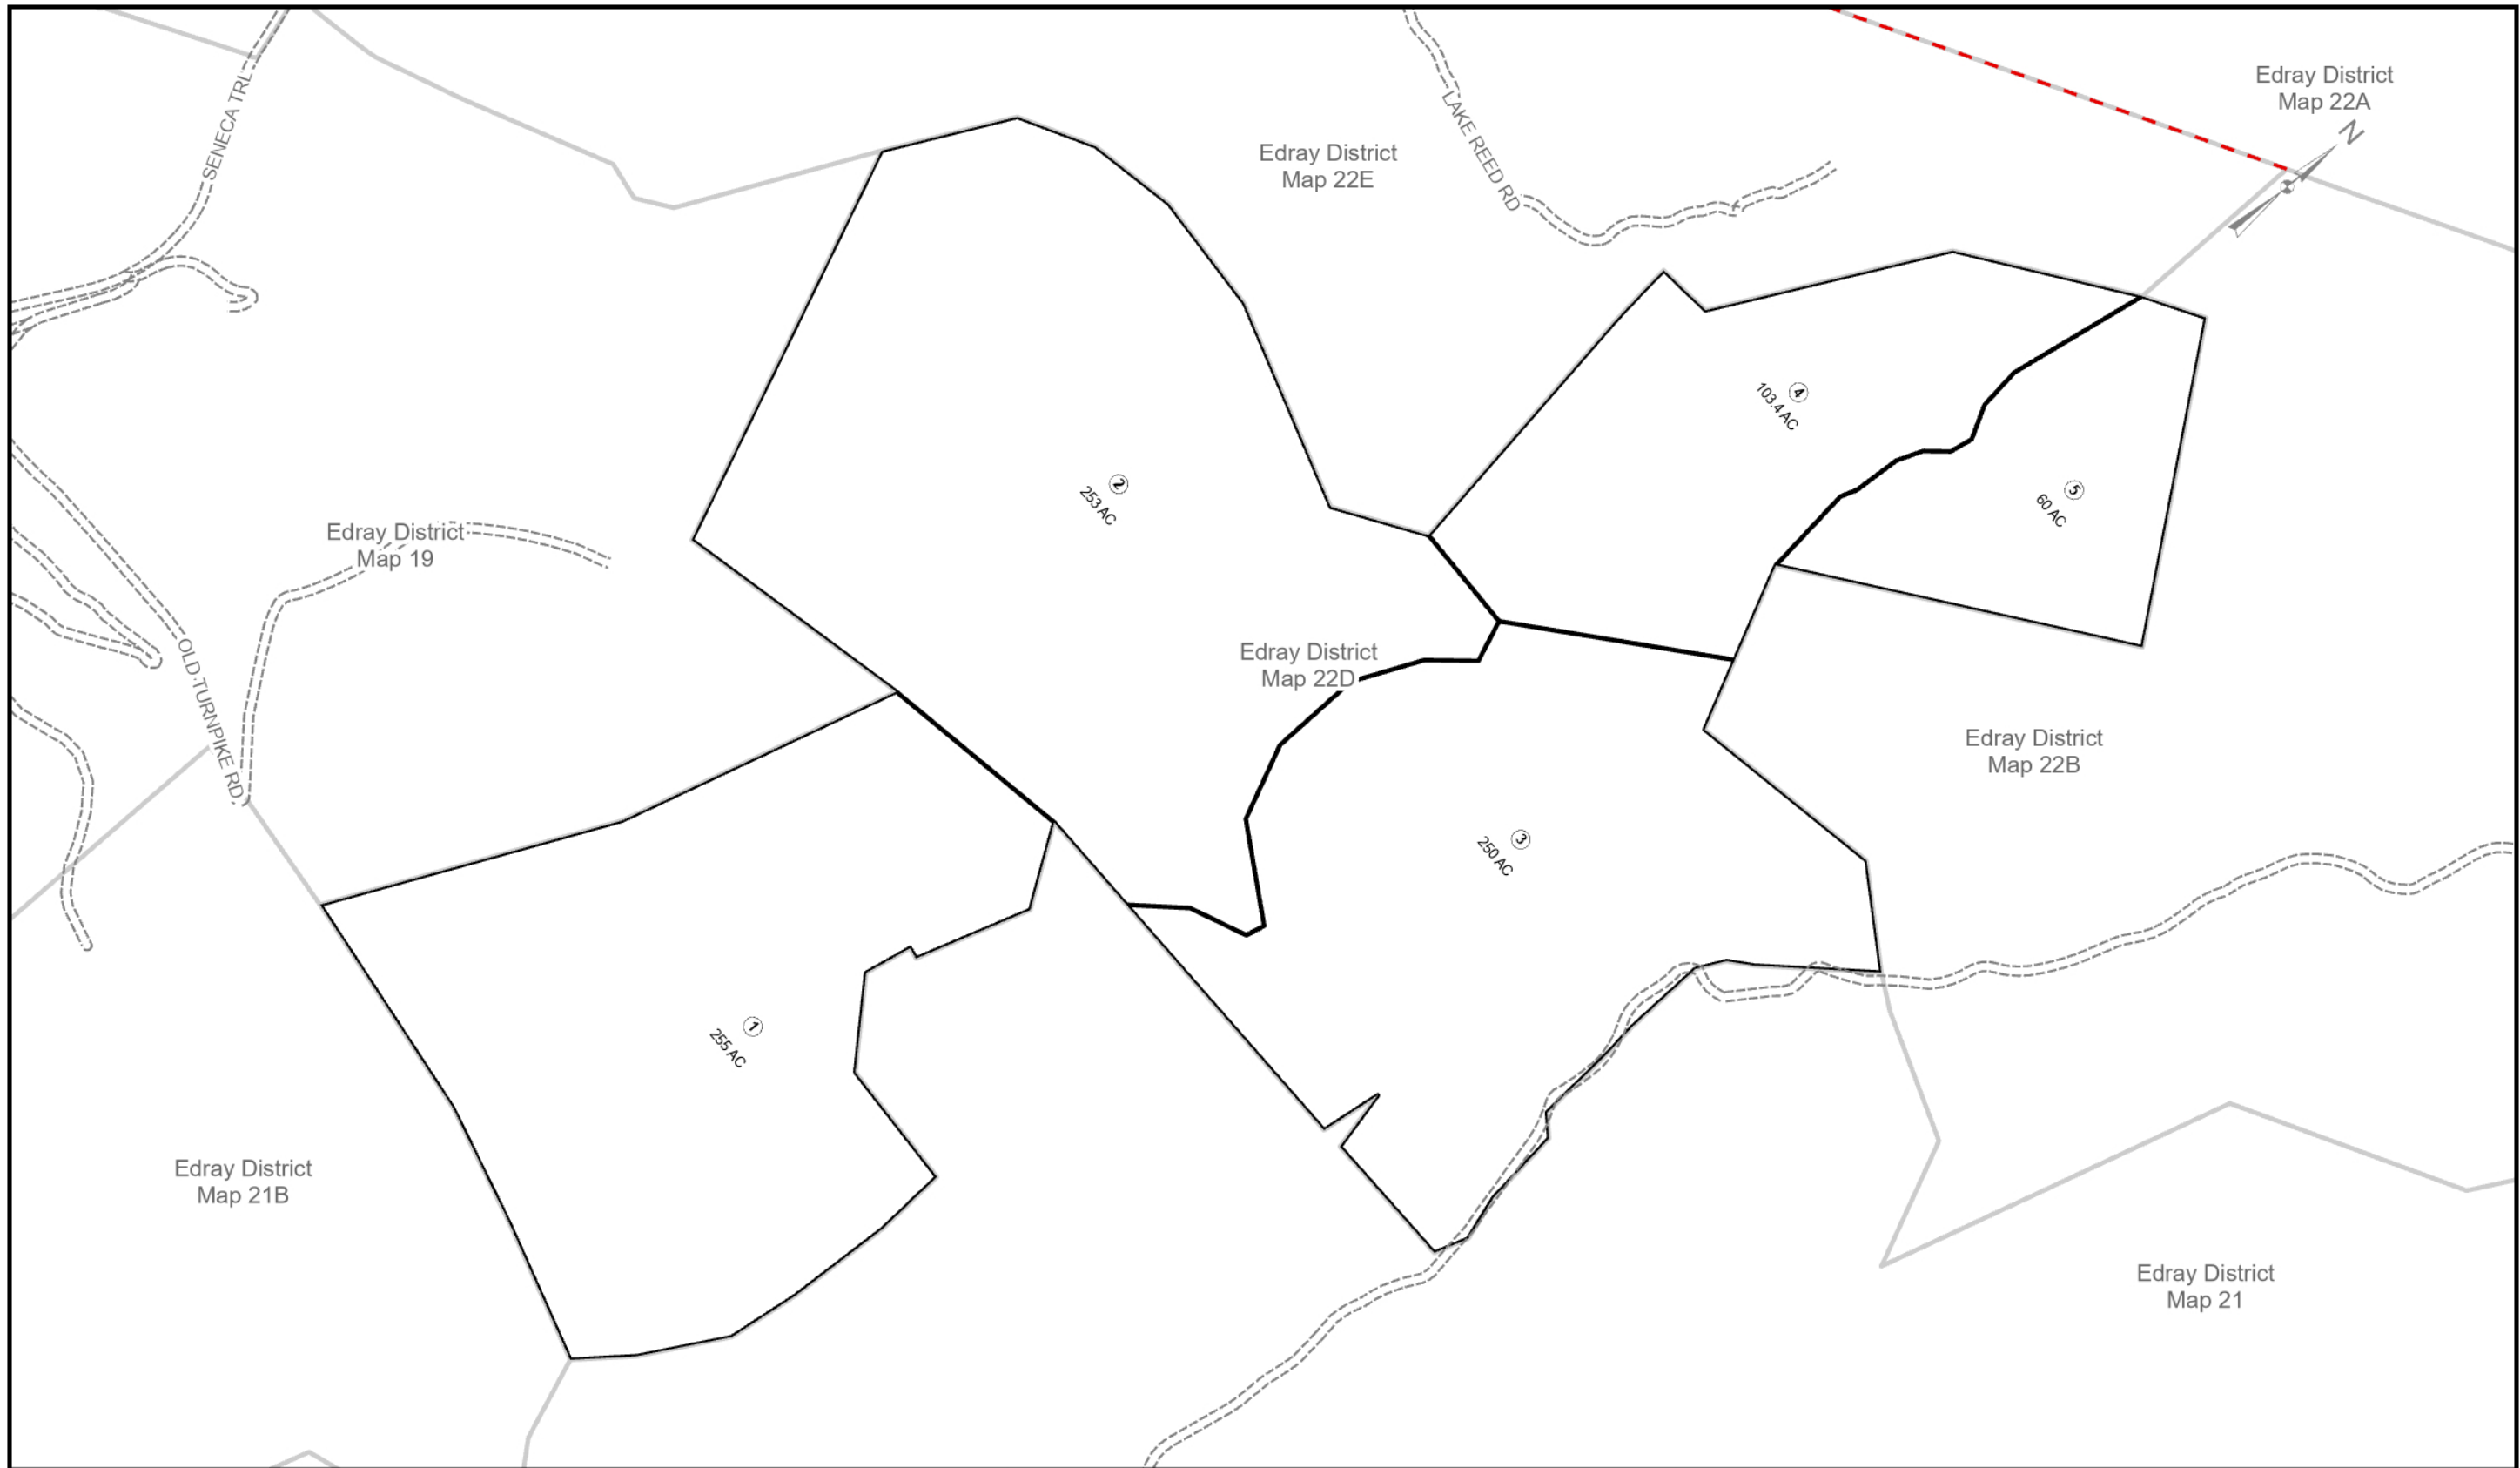 Edray District
Map 22A
N
SENECA TRL
LAKE REED RD
Edray District
Map 22E
4
103.4 AC
2
253 AC
5
60 AC
Edray District
Map 19
OLD TURNPIKE RD
Edray District
Map 22D
Edray District
Map 22B
3
250 AC
1
255 AC
Edray District
Map 21B
Edray District
Map 21